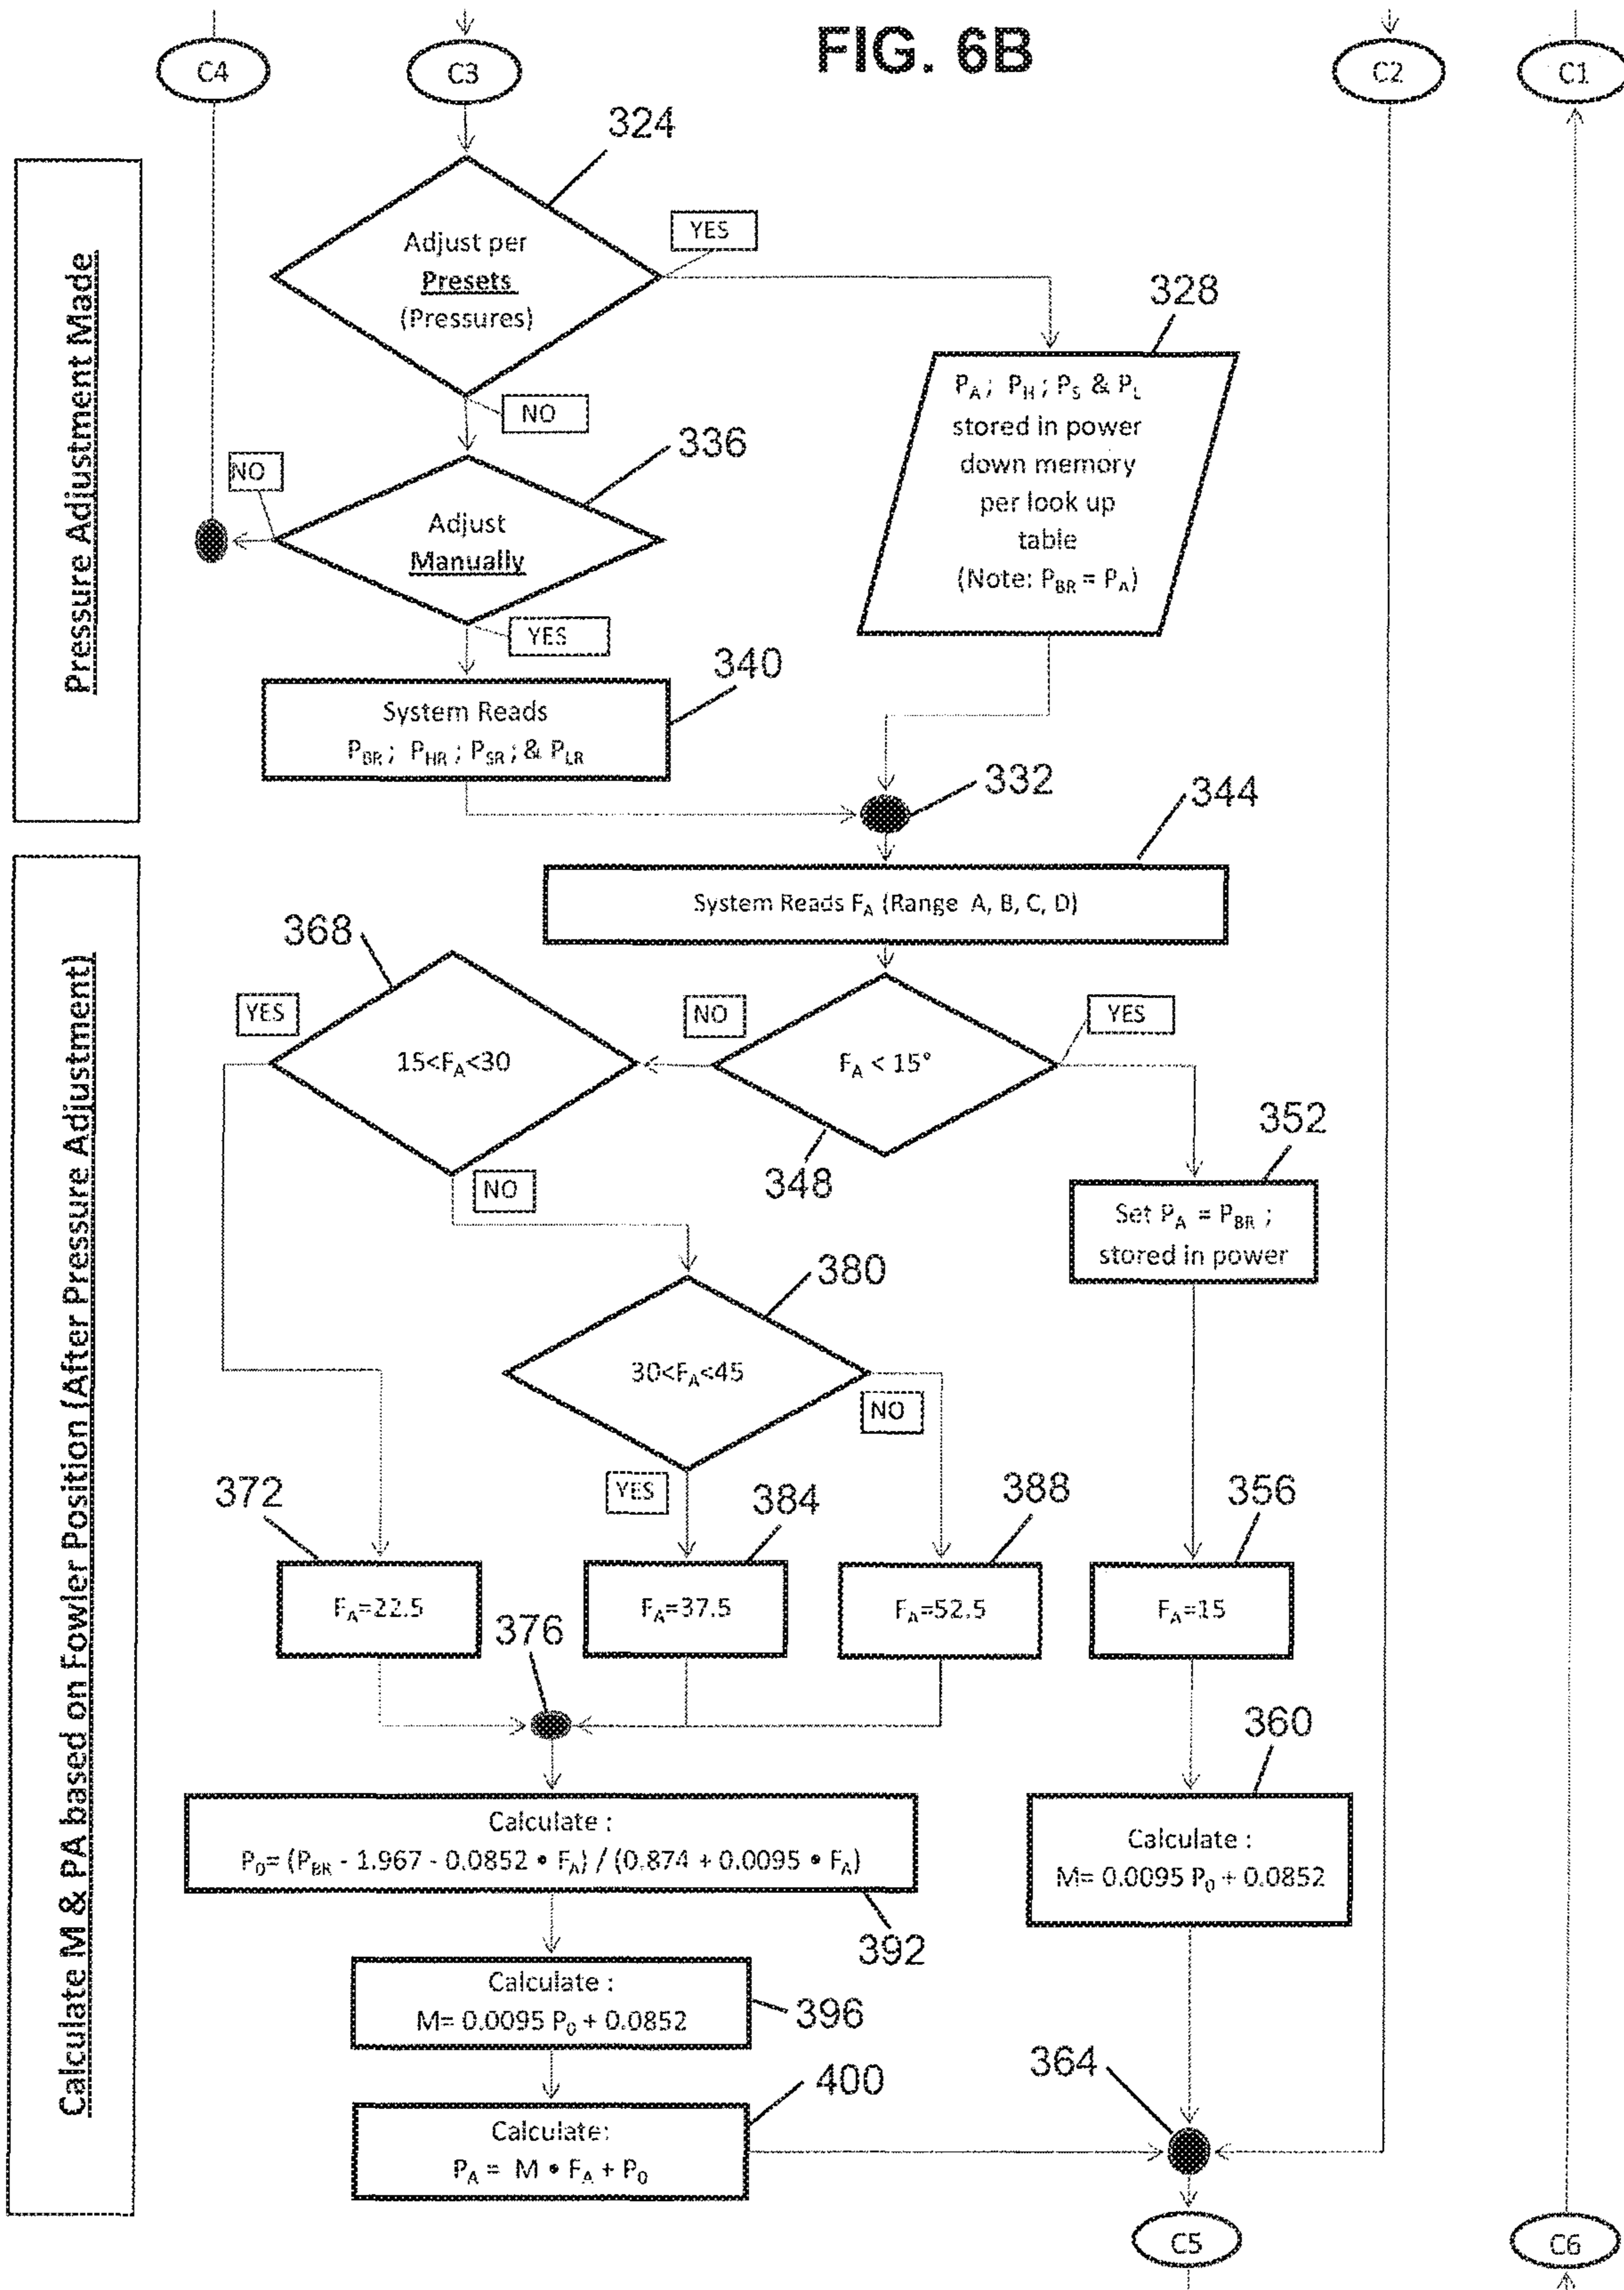 FIG. 6B
C4
C3
C2
C1
Pressure Adjustment Made
324
Adjust per
Presets
(Pressures)
YES
NO
328
P_A ; P_H ; P_S & P_L
stored in power
down memory
per look up
table
(Note: P_BR = P_A)
336
NO
Adjust
Manually
YES
340
System Reads
P_BR ; P_HR ; P_SR ; & P_LR
332
344
System Reads F_A (Range A, B, C, D)
Calculate M & PA based on Fowler Position (After Pressure Adjustment)
368
YES
15<F_A<30
NO
NO
F_A < 15°
YES
348
352
Set P_A = P_BR ;
stored in power
380
30<F_A<45
NO
YES
372
384
388
356
F_A=22.5
F_A=37.5
F_A=52.5
F_A=15
376
360
Calculate :
P_0= (P_BR - 1.967 - 0.0852 • F_A) / (0.874 + 0.0095 • F_A)
392
Calculate :
M= 0.0095 P_0 + 0.0852
Calculate :
M= 0.0095 P_0 + 0.0852
396
364
400
Calculate:
P_A = M • F_A + P_0
C5
C6